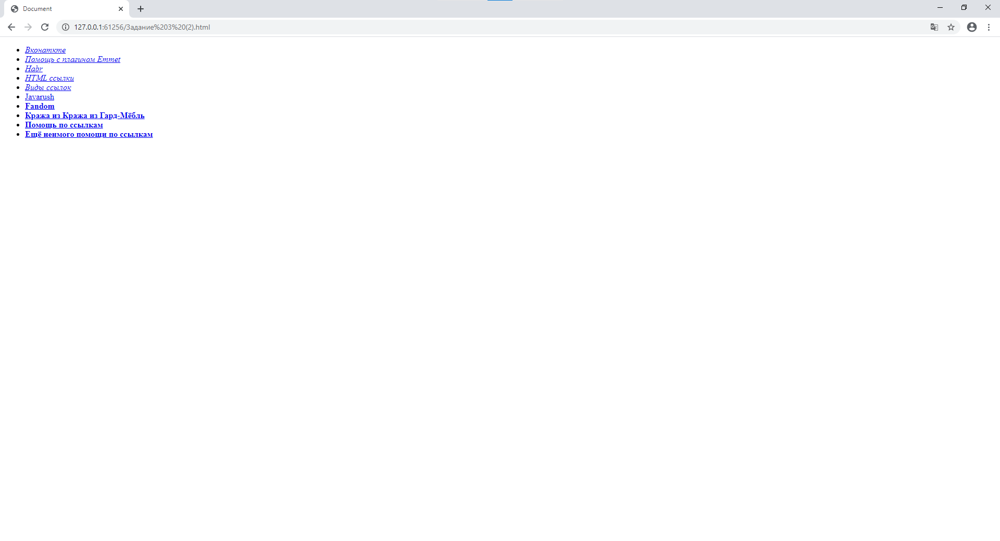 Document
127.0.0.1:61256/Задание%203%20(2).html
Вконаткте
Помощь с плагином Emmet
Habr
HTML ссылки
Виды ссылок
Javarush
Fandom
Кража из Кража из Гард-Мёбль
Помощь по ссылкам
Ещё ненмого помощи по ссылкам